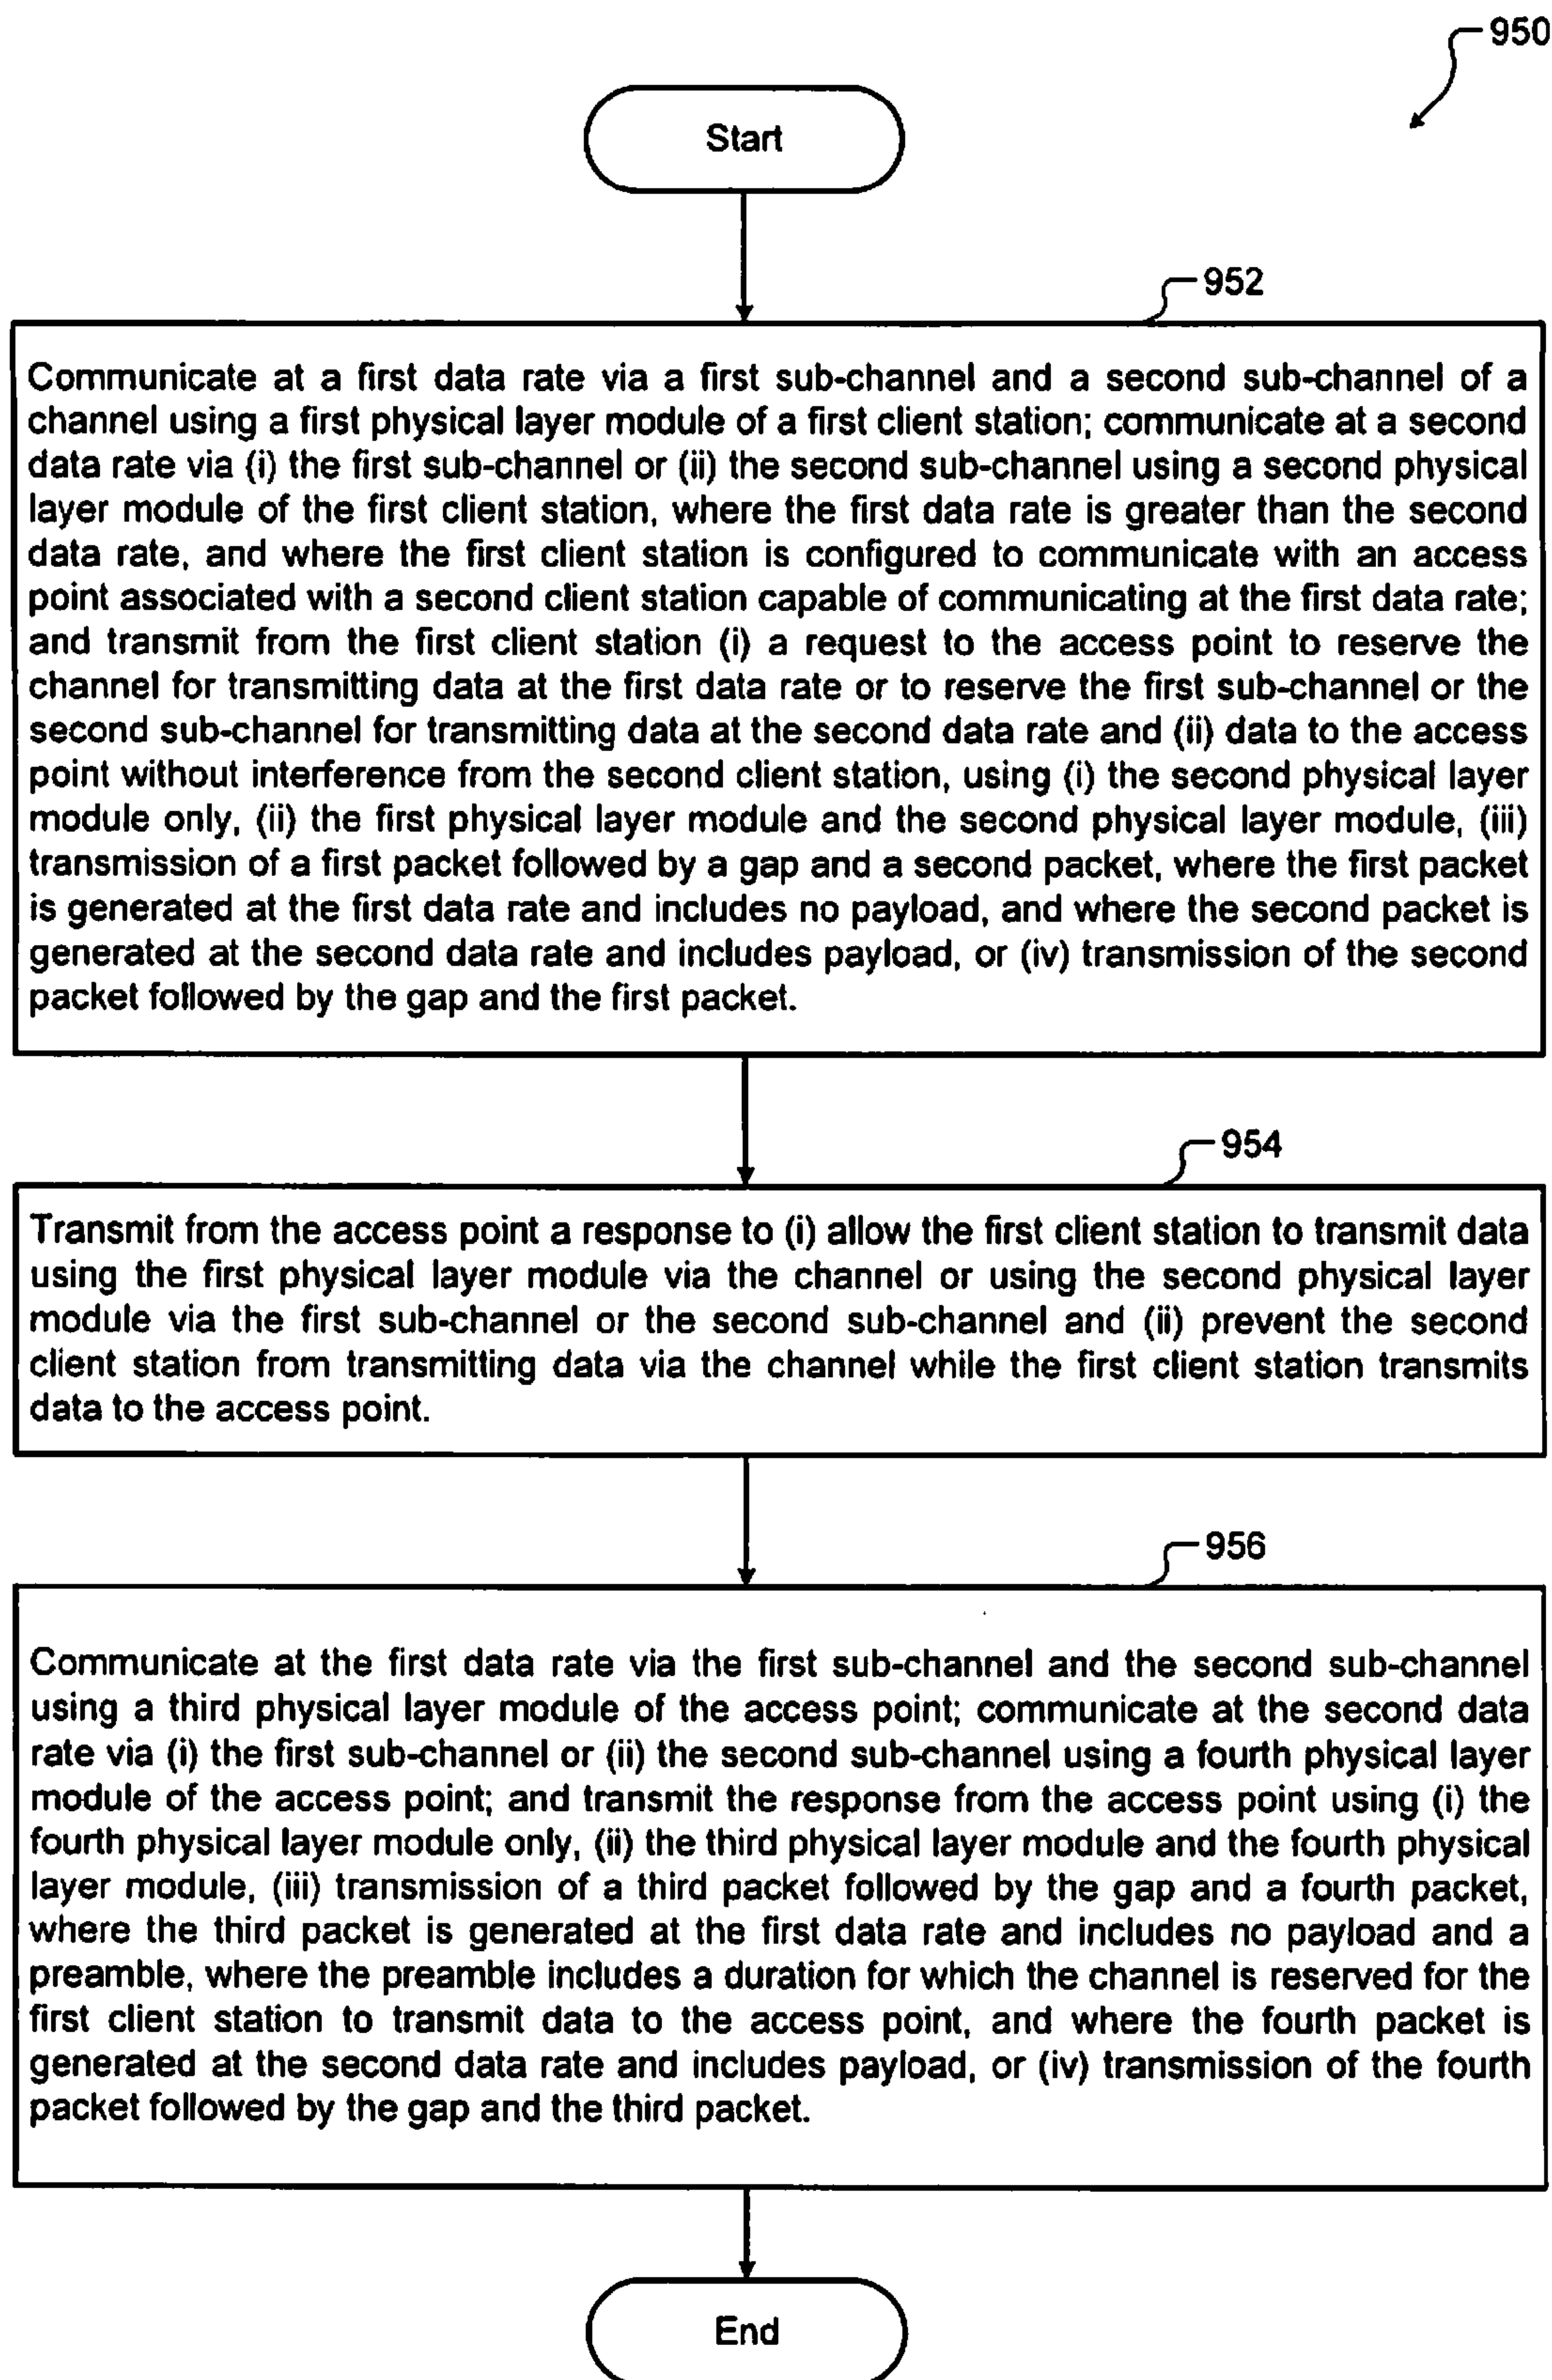 950
Start
952
Communicate at a first data rate via a first sub-channel and a second sub-channel of a
channel using a first physical layer module of a first client station; communicate at a second
data rate via (i) the first sub-channel or (ii) the second sub-channel using a second physical
layer module of the first client station, where the first data rate is greater than the second
data rate, and where the first client station is configured to communicate with an access
point associated with a second client station capable of communicating at the first data rate;
and transmit from the first client station (i) a request to the access point to reserve the
channel for transmitting data at the first data rate or to reserve the first sub-channel or the
second sub-channel for transmitting data at the second data rate and (ii) data to the access
point without interference from the second client station, using (i) the second physical layer
module only, (ii) the first physical layer module and the second physical layer module, (iii)
transmission of a first packet followed by a gap and a second packet, where the first packet
is generated at the first data rate and includes no payload, and where the second packet is
generated at the second data rate and includes payload, or (iv) transmission of the second
packet followed by the gap and the first packet.
954
Transmit from the access point a response to (i) allow the first client station to transmit data
using the first physical layer module via the channel or using the second physical layer
module via the first sub-channel or the second sub-channel and (ii) prevent the second
client station from transmitting data via the channel while the first client station transmits
data to the access point.
956
Communicate at the first data rate via the first sub-channel and the second sub-channel
using a third physical layer module of the access point; communicate at the second data
rate via (i) the first sub-channel or (ii) the second sub-channel using a fourth physical layer
module of the access point; and transmit the response from the access point using (i) the
fourth physical layer module only, (ii) the third physical layer module and the fourth physical
layer module, (iii) transmission of a third packet followed by the gap and a fourth packet,
where the third packet is generated at the first data rate and includes no payload and a
preamble, where the preamble includes a duration for which the channel is reserved for the
first client station to transmit data to the access point, and where the fourth packet is
generated at the second data rate and includes payload, or (iv) transmission of the fourth
packet followed by the gap and the third packet.
End